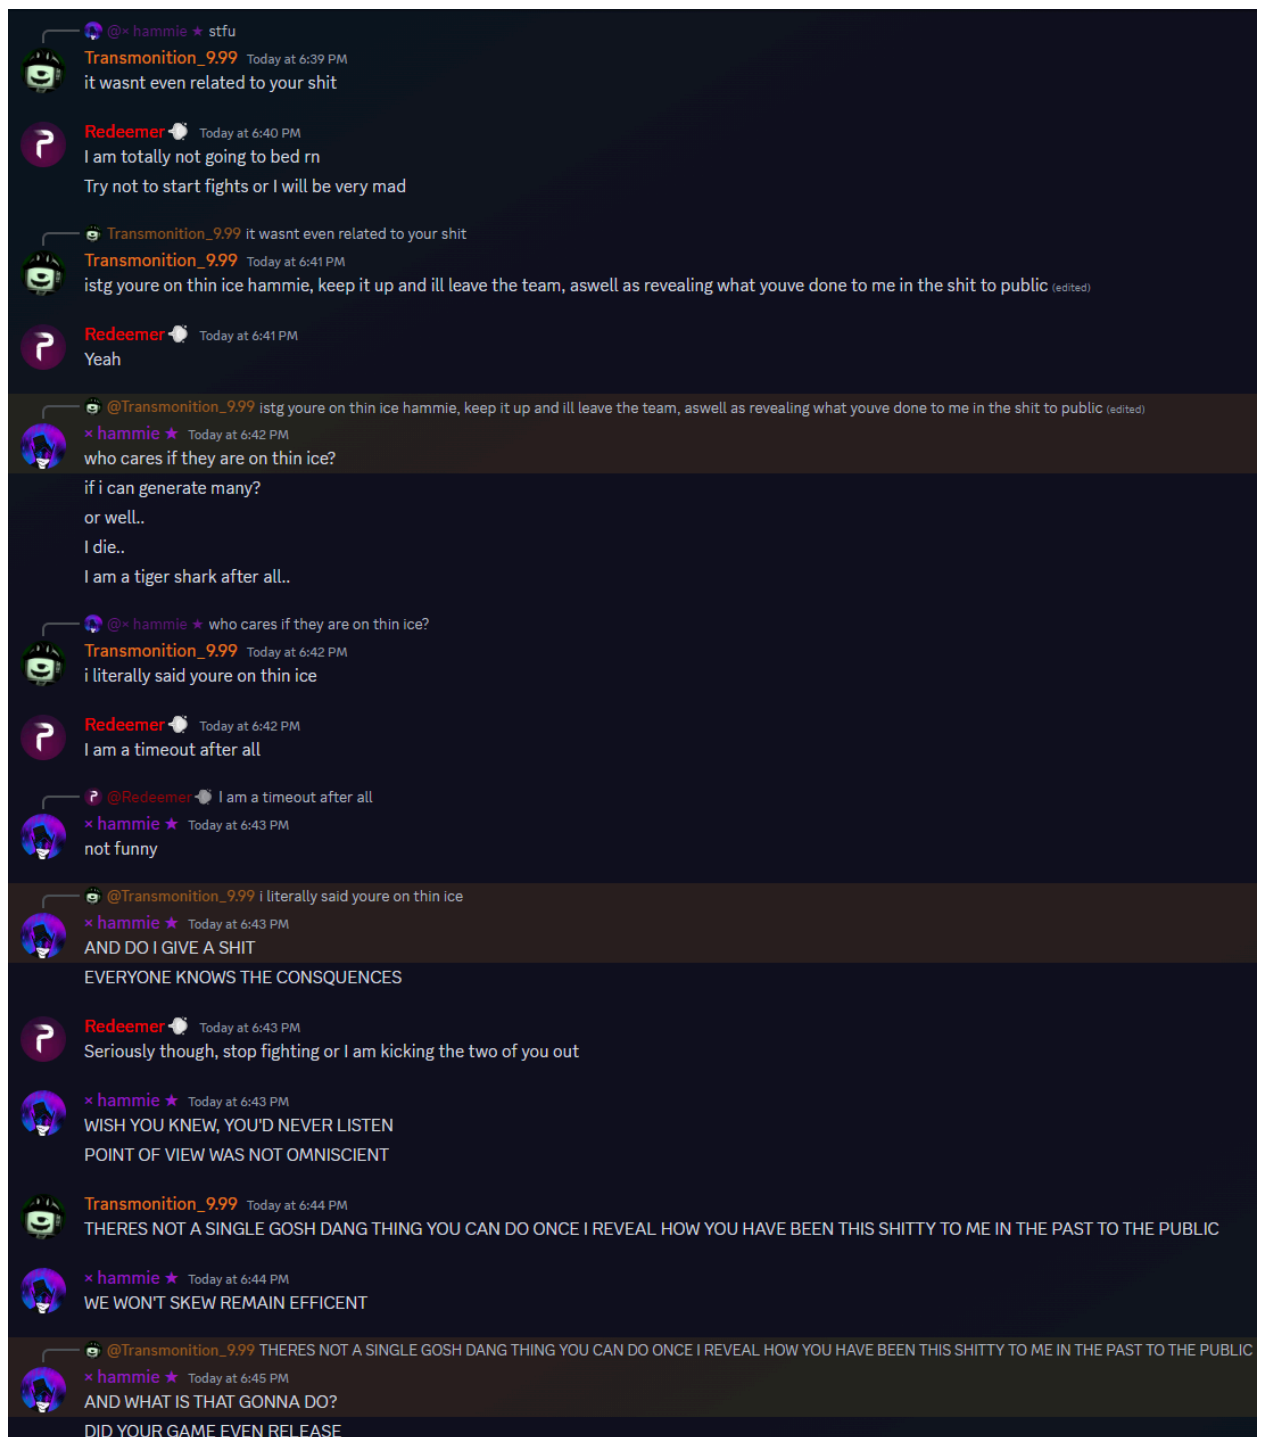 @× hammie ★ stfu
Transmonition_9.99 Today at 6:39 PM
it wasnt even related to your shit
Redeemer Today at 6:40 PM
I am totally not going to bed rn
Try not to start fights or I will be very mad
Transmonition_9.99 it wasnt even related to your shit
Transmonition_9.99 Today at 6:41 PM
istg youre on thin ice hammie, keep it up and ill leave the team, aswell as revealing what youve done to me in the shit to public (edited)
Redeemer Today at 6:41 PM
Yeah
@Transmonition_9.99 istg youre on thin ice hammie, keep it up and ill leave the team, aswell as revealing what youve done to me in the shit to public (edited)
× hammie ★ Today at 6:42 PM
who cares if they are on thin ice?
if i can generate many?
or well..
I die..
I am a tiger shark after all..
@× hammie ★ who cares if they are on thin ice?
Transmonition_9.99 Today at 6:42 PM
i literally said youre on thin ice
Redeemer Today at 6:42 PM
I am a timeout after all
@Redeemer I am a timeout after all
× hammie ★ Today at 6:43 PM
not funny
@Transmonition_9.99 i literally said youre on thin ice
× hammie ★ Today at 6:43 PM
AND DO I GIVE A SHIT
EVERYONE KNOWS THE CONSQUENCES
Redeemer Today at 6:43 PM
Seriously though, stop fighting or I am kicking the two of you out
× hammie ★ Today at 6:43 PM
WISH YOU KNEW, YOU'D NEVER LISTEN
POINT OF VIEW WAS NOT OMNISCIENT
Transmonition_9.99 Today at 6:44 PM
THERES NOT A SINGLE GOSH DANG THING YOU CAN DO ONCE I REVEAL HOW YOU HAVE BEEN THIS SHITTY TO ME IN THE PAST TO THE PUBLIC
× hammie ★ Today at 6:44 PM
WE WON'T SKEW REMAIN EFFICENT
@Transmonition_9.99 THERES NOT A SINGLE GOSH DANG THING YOU CAN DO ONCE I REVEAL HOW YOU HAVE BEEN THIS SHITTY TO ME IN THE PAST TO THE PUBLIC
× hammie ★ Today at 6:45 PM
AND WHAT IS THAT GONNA DO?
DID YOUR GAME EVEN RELEASE